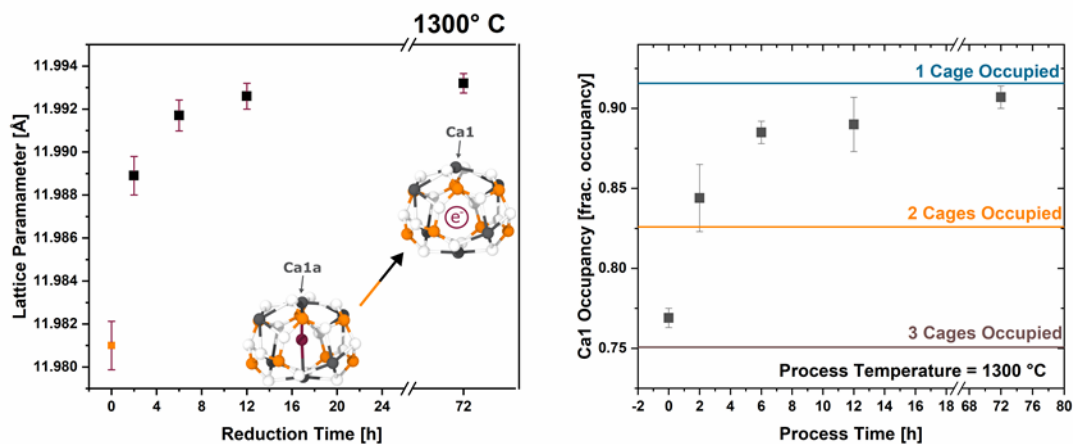 1300° C
Lattice Paramameter [Å]
11.994
11.992
11.990
11.988
11.986
11.984
11.982
11.980
Ca1
e-
Ca1a
0 4 8 12 16 20 24 72
Reduction Time [h]
Ca1 Occupancy [frac. occupancy]
0.90
0.85
0.80
0.75
1 Cage Occupied
2 Cages Occupied
3 Cages Occupied
Process Temperature = 1300 °C
-2 0 2 4 6 8 10 12 14 16 18 68 72 76 80
Process Time [h]